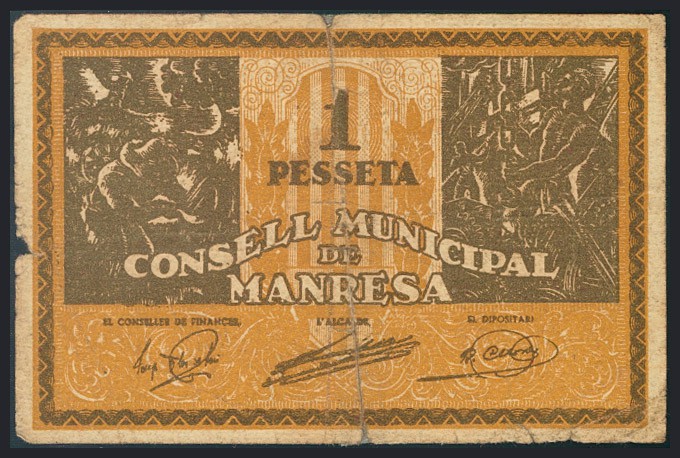 1
PESSETA
CONSELL MUNICIPAL
DE
MANRESA
EL CONSELLER DE FINANCES, L'ALCALDE, EL DIPOSITARI